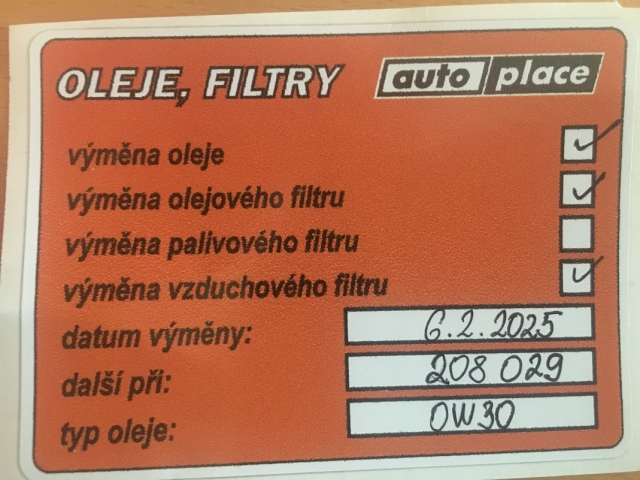 OLEJE, FILTRY auto place
výměna oleje
výměna olejového filtru
výměna palivového filtru
výměna vzduchového filtru
datum výměny: 6.2.2025
další při: 208 029
typ oleje: 0W30